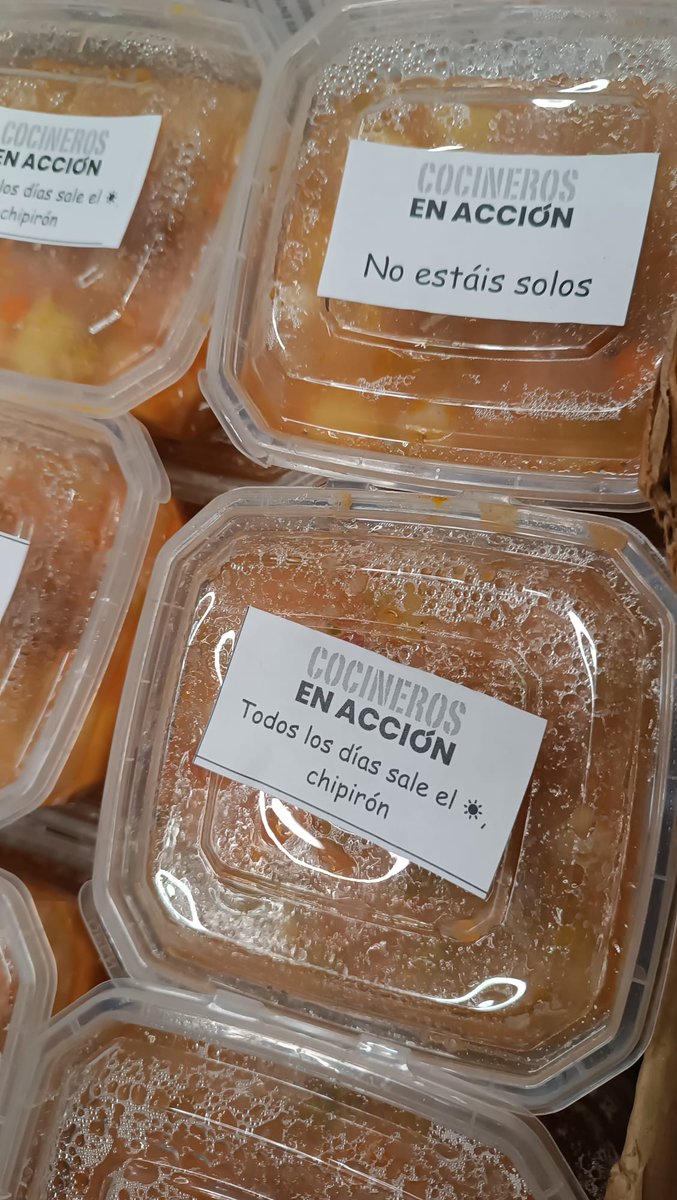 COCINEROS
EN ACCIÓN
los días sale el ☀,
chipirón
COCINEROS
EN ACCIÓN
No estáis solos
COCINEROS
EN ACCIÓN
Todos los días sale el ☀,
chipirón